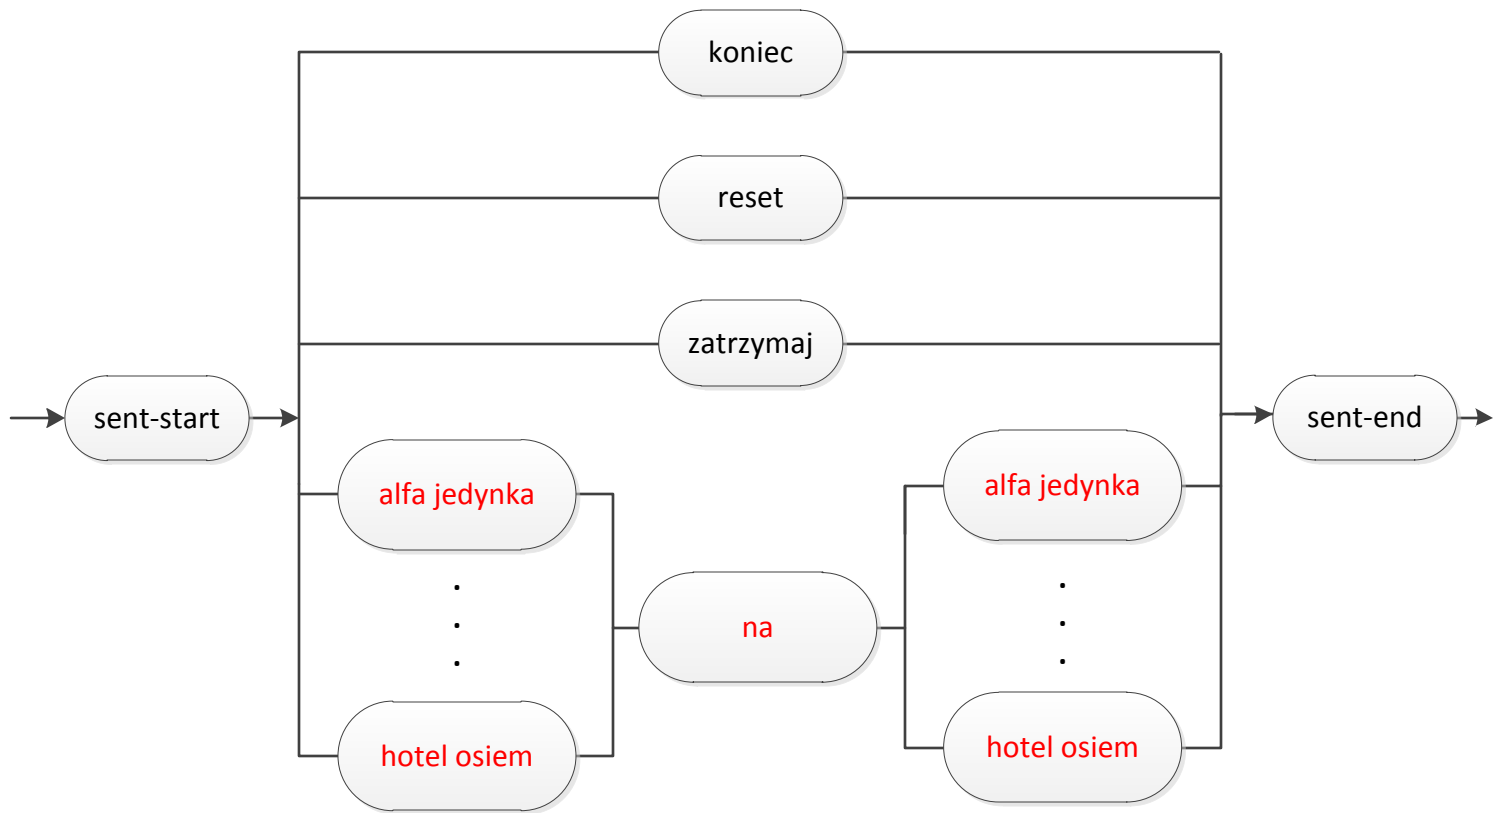 koniec
reset
zatrzymaj
sent-start
sent-end
alfa jedynka
alfa jedynka
na
hotel osiem
hotel osiem